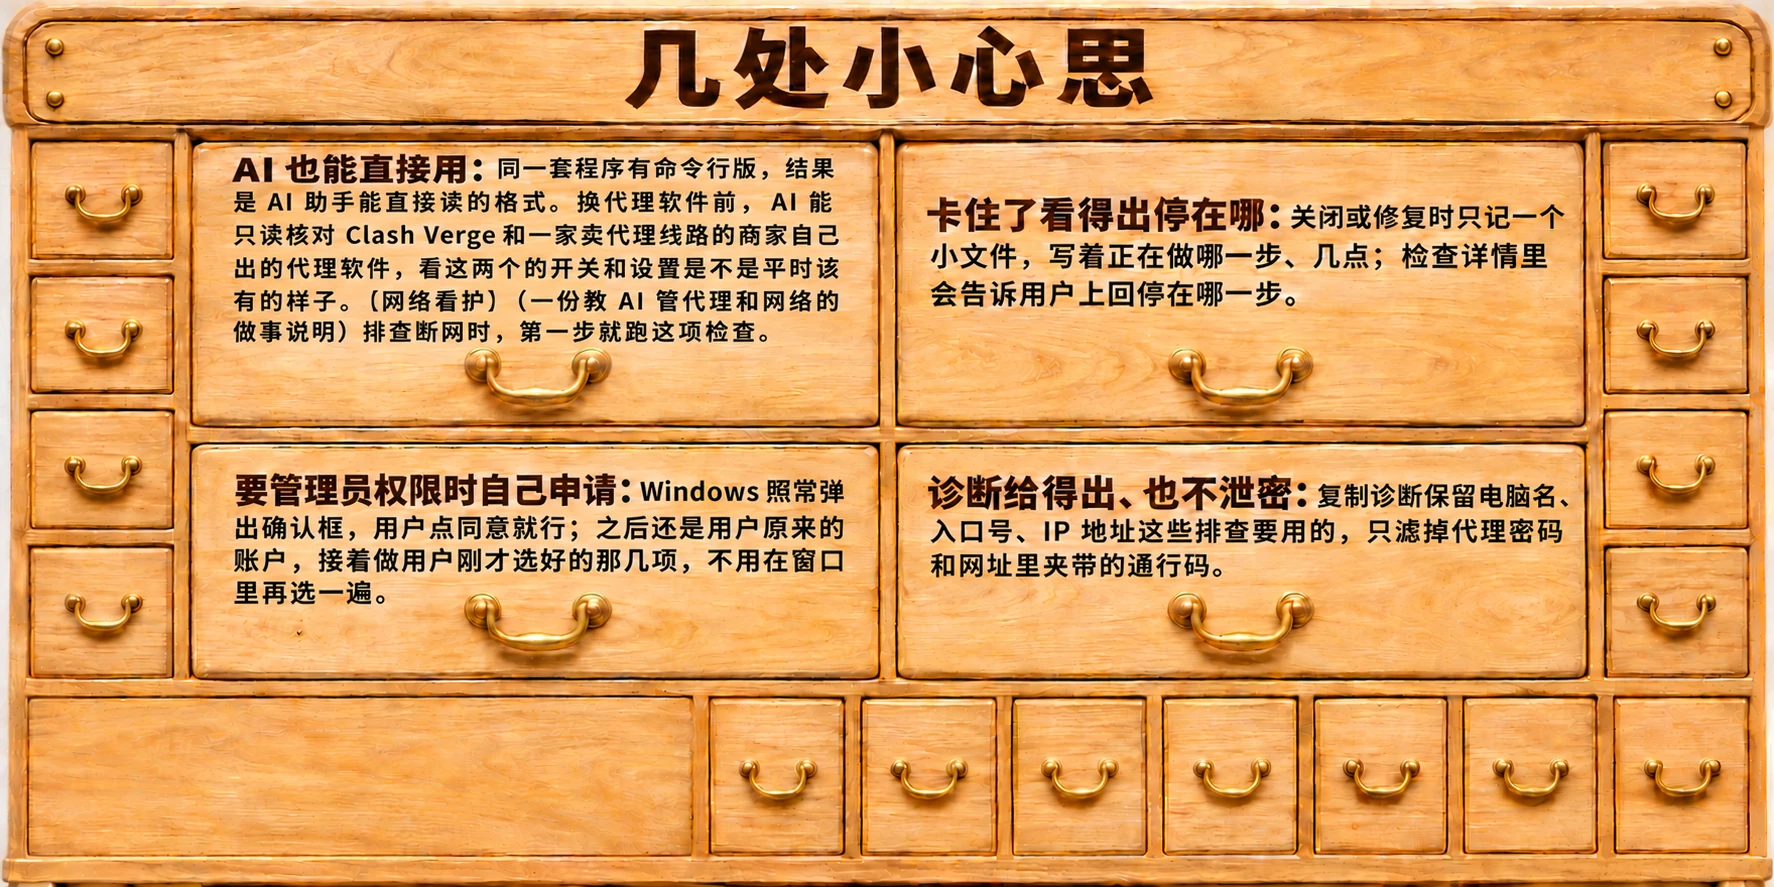 几处小心思
AI 也能直接用：同一套程序有命令行版，结果
是 AI 助手能直接读的格式。换代理软件前，AI 能
只读核对 Clash Verge 和一家卖代理线路的商家自己
出的代理软件，看这两个的开关和设置是不是平时该
有的样子。（网络看护）（一份教 AI 管代理和网络的
做事说明）排查断网时，第一步就跑这项检查。
卡住了看得出停在哪：关闭或修复时只记一个
小文件，写着正在做哪一步、几点；检查详情里
会告诉用户上回停在哪一步。
要管理员权限时自己申请：Windows 照常弹
出确认框，用户点同意就行；之后还是用户原来的
账户，接着做用户刚才选好的那几项，不用在窗口
里再选一遍。
诊断给得出、也不泄密：复制诊断保留电脑名、
入口号、IP 地址这些排查要用的，只滤掉代理密码
和网址里夹带的通行码。